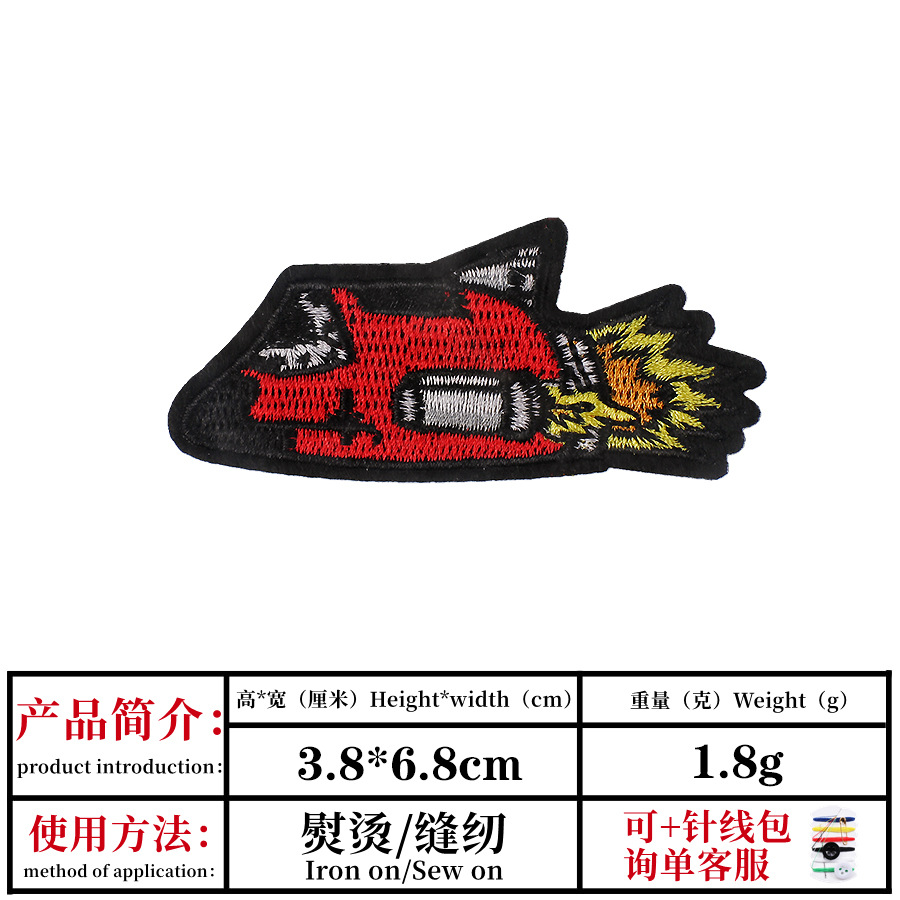 产品简介：
product introduction：
高*宽（厘米）Height*width（cm）
重量（克）Weight（g）
3.8*6.8cm
1.8g
使用方法：
method of application：
熨烫/缝纫
Iron on/Sew on
可+针线包
询单客服